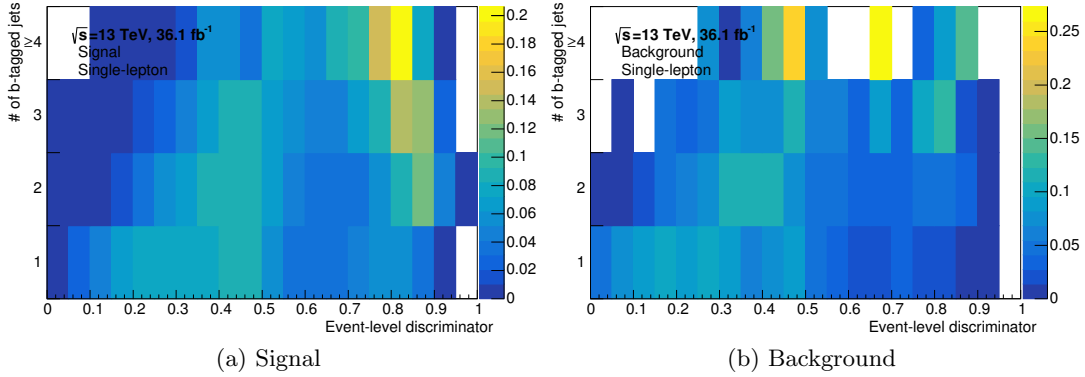 # of b-tagged jets
≥4
3
2
1
√s=13 TeV, 36.1 fb⁻¹
Signal
Single-lepton
0 0.1 0.2 0.3 0.4 0.5 0.6 0.7 0.8 0.9 1
Event-level discriminator
0.2
0.18
0.16
0.14
0.12
0.1
0.08
0.06
0.04
0.02
0
(a) Signal
# of b-tagged jets
≥4
3
2
1
√s=13 TeV, 36.1 fb⁻¹
Background
Single-lepton
0 0.1 0.2 0.3 0.4 0.5 0.6 0.7 0.8 0.9 1
Event-level discriminator
0.25
0.2
0.15
0.1
0.05
0
(b) Background